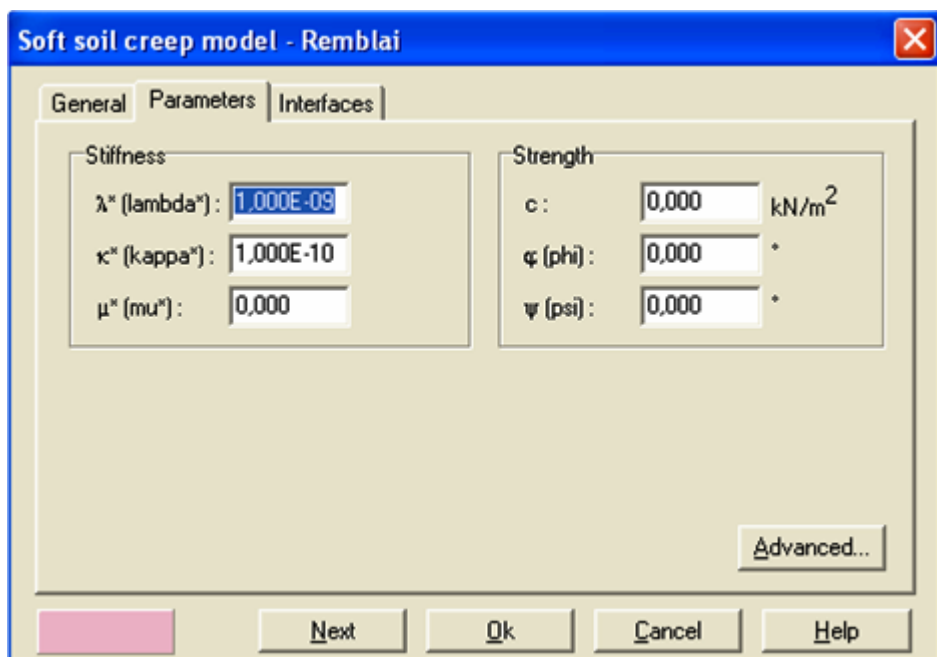 Soft soil creep model - Remblai
General Parameters Interfaces
Stiffness
λ* (lambda*) : 1,000E-09
κ* (kappa*) : 1,000E-10
μ* (mu*) : 0,000
Strength
c : 0,000 kN/m²
φ (phi) : 0,000 °
ψ (psi) : 0,000 °
Advanced...
Next Ok Cancel Help